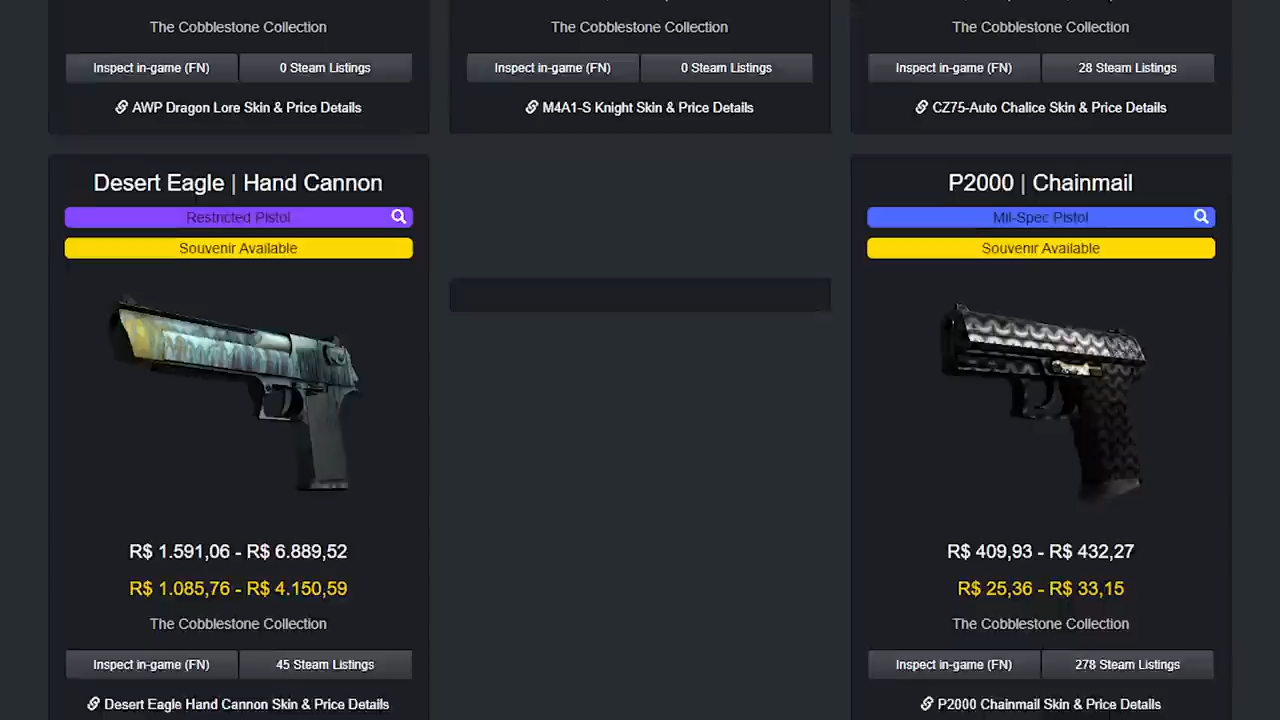 The Cobblestone Collection
Inspect in-game (FN)
0 Steam Listings
AWP Dragon Lore Skin & Price Details
The Cobblestone Collection
Inspect in-game (FN)
0 Steam Listings
M4A1-S Knight Skin & Price Details
The Cobblestone Collection
Inspect in-game (FN)
28 Steam Listings
CZ75-Auto Chalice Skin & Price Details
Desert Eagle | Hand Cannon
Restricted Pistol
Souvenir Available
R$ 1.591,06 - R$ 6.889,52
R$ 1.085,76 - R$ 4.150,59
The Cobblestone Collection
Inspect in-game (FN)
45 Steam Listings
Desert Eagle Hand Cannon Skin & Price Details
P2000 | Chainmail
Mil-Spec Pistol
Souvenir Available
R$ 409,93 - R$ 432,27
R$ 25,36 - R$ 33,15
The Cobblestone Collection
Inspect in-game (FN)
278 Steam Listings
P2000 Chainmail Skin & Price Details